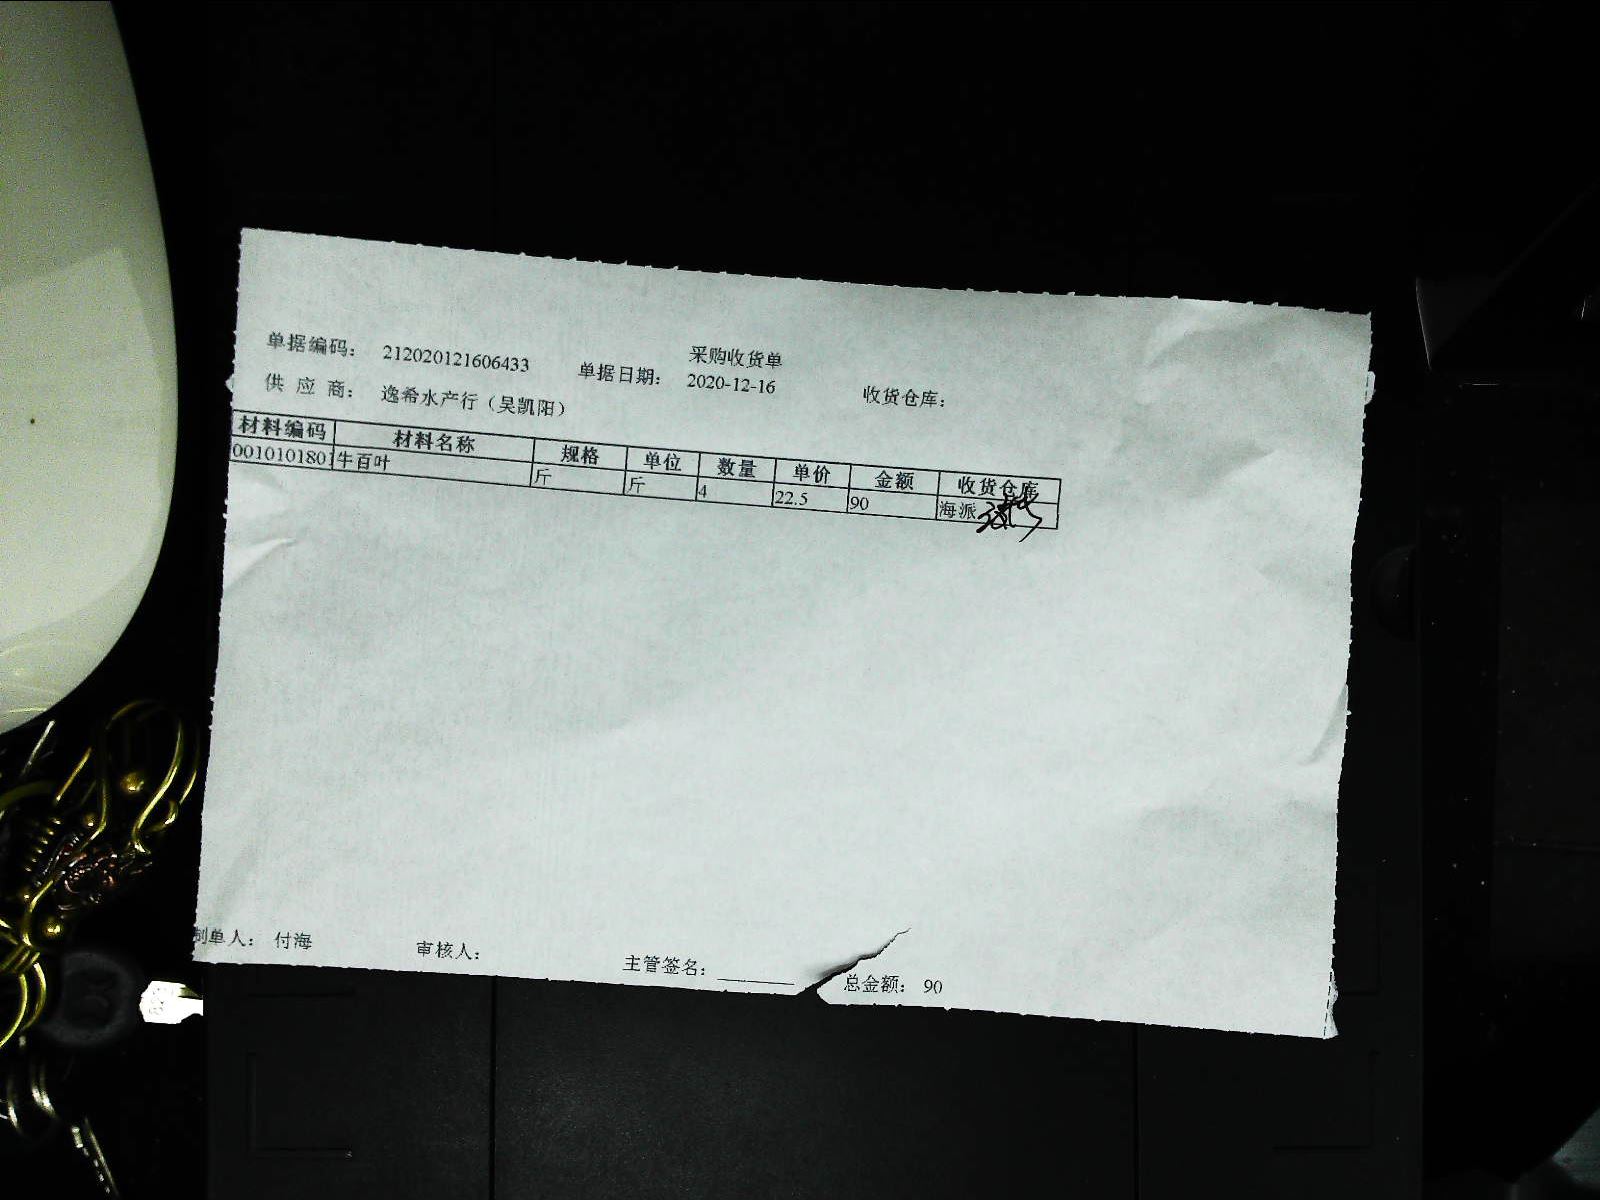 采购收货单
单据编码： 212020121606433 单据日期： 2020-12-16 收货仓库：
供 应 商： 逸希水产行（吴凯阳）
材料编码 材料名称 规格 单位 数量 单价 金额 收货仓库
001010180 牛百叶 斤 斤 4 22.5 90 海派
制单人： 付海 审核人： 主管签名： 总金额： 90